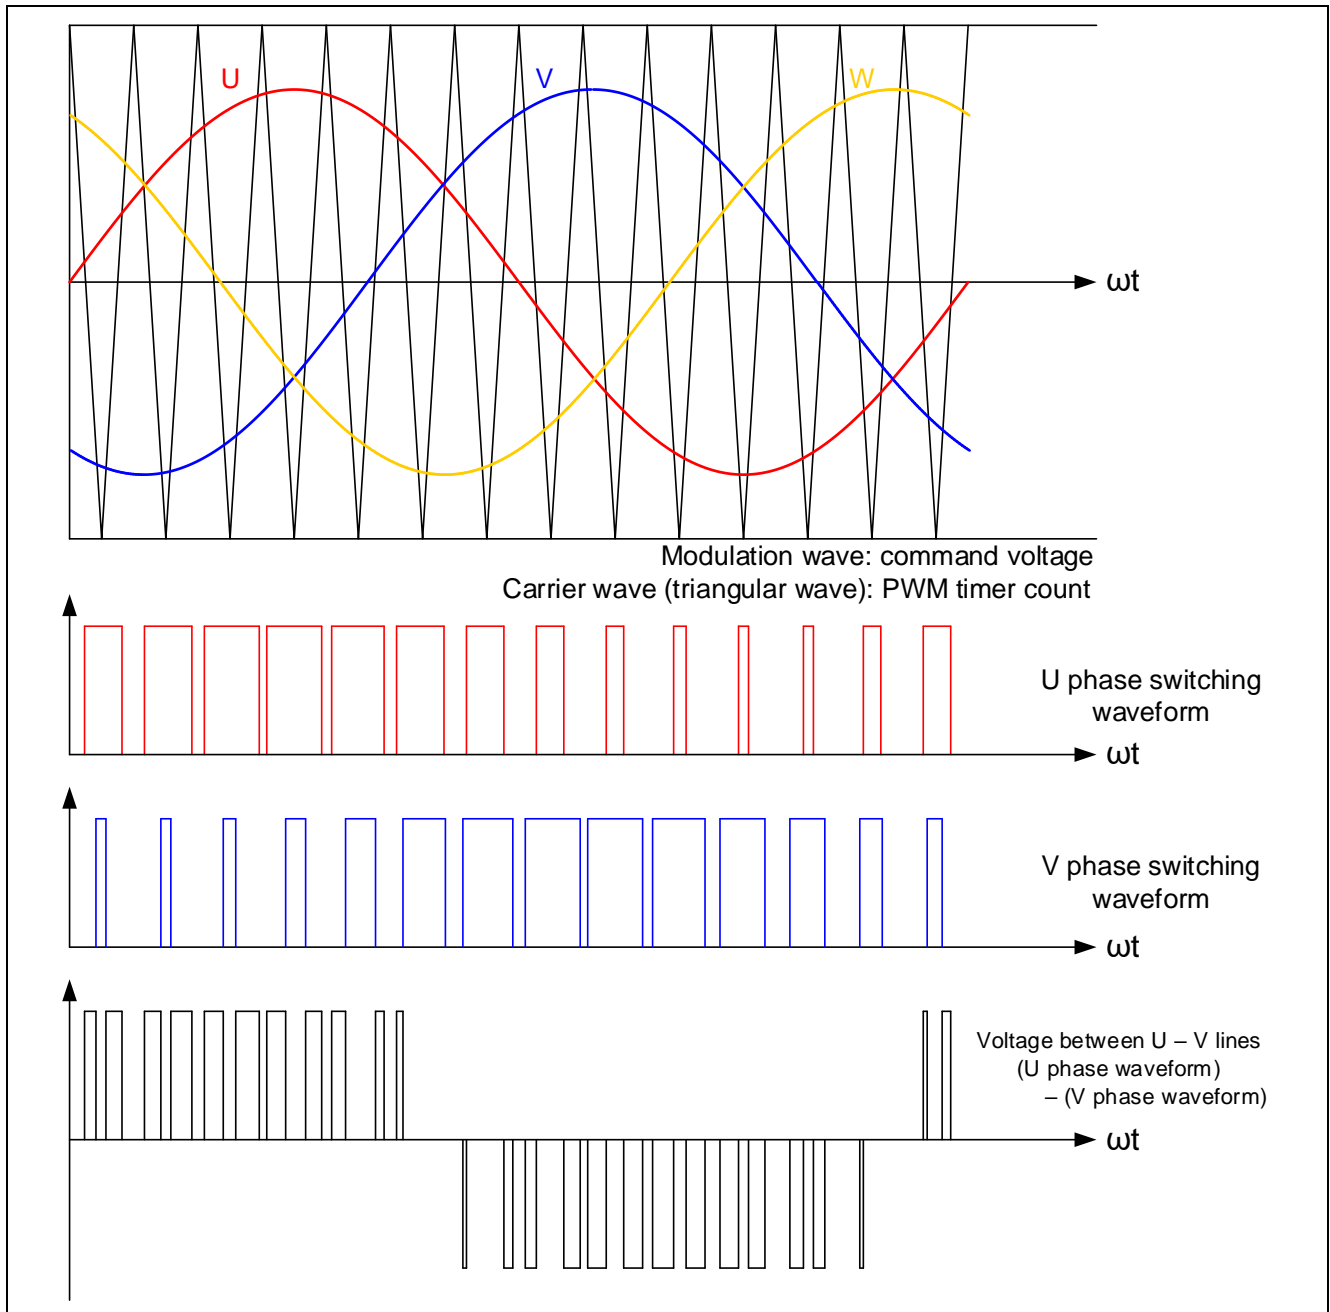 U
V
W
ωt
Modulation wave: command voltage
Carrier wave (triangular wave): PWM timer count
U phase switching
waveform
ωt
V phase switching
waveform
ωt
Voltage between U – V lines
(U phase waveform)
– (V phase waveform)
ωt